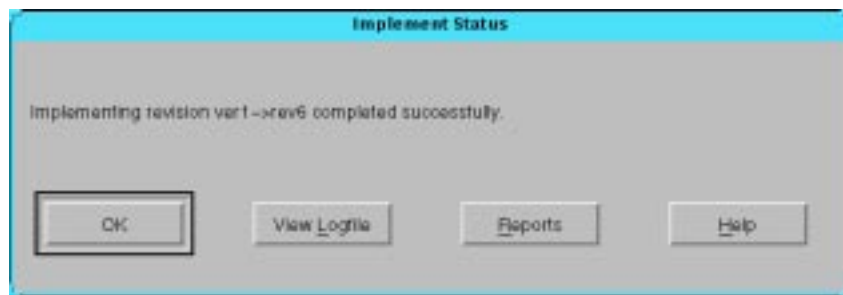 Implement Status
Implementing revision ver1->rev6 completed successfully.
OK
View Logfile
Reports
Help